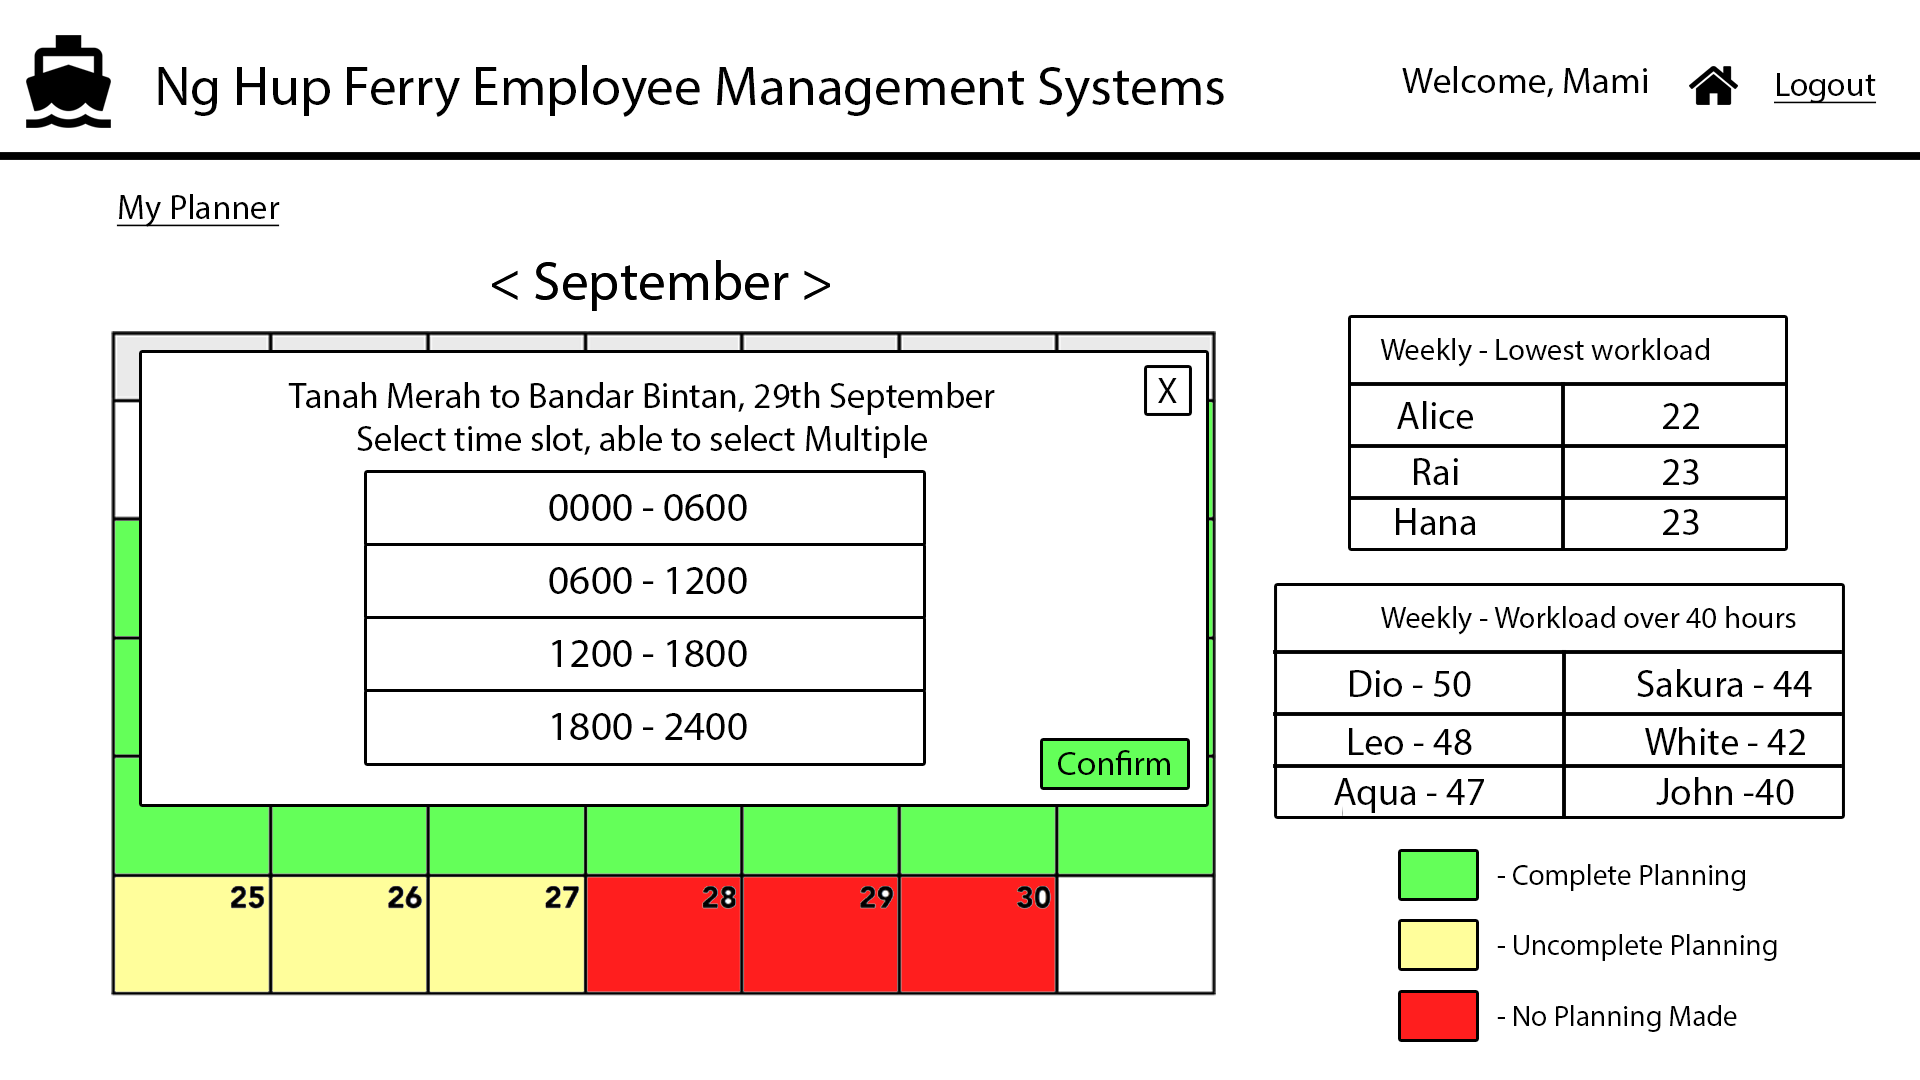 Ng Hup Ferry Employee Management Systems
Welcome, Mami
Logout
My Planner
< September >
Tanah Merah to Bandar Bintan, 29th September
Select time slot, able to select Multiple
X
0000 - 0600
0600 - 1200
1200 - 1800
1800 - 2400
Confirm
25 26 27 28 29 30
Weekly - Lowest workload
Alice 22
Rai 23
Hana 23
Weekly - Workload over 40 hours
Dio - 50 Sakura - 44
Leo - 48 White - 42
Aqua - 47 John -40
- Complete Planning
- Uncomplete Planning
- No Planning Made